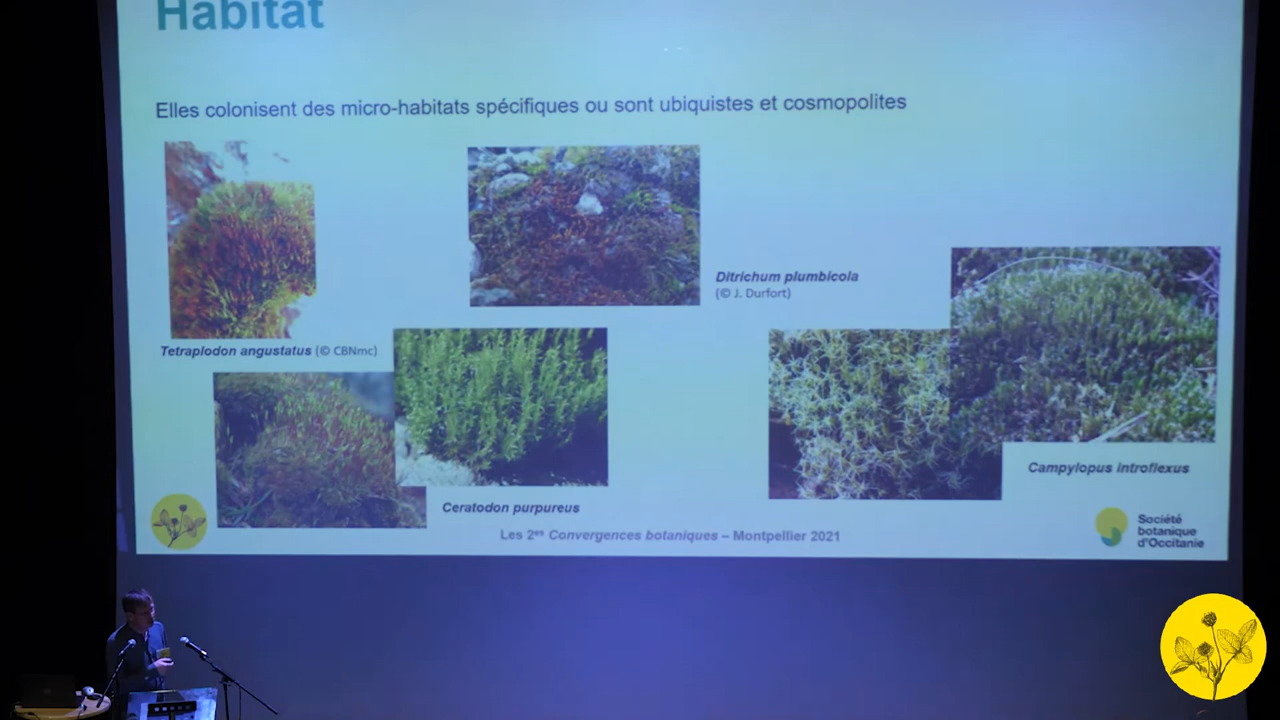 Habitat
Elles colonisent des micro-habitats spécifiques ou sont ubiquistes et cosmopolites
Ditrichum plumbicola
(© J. Durfort)
Tetraplodon angustatus (© CBNmc)
Campylopus introflexus
Ceratodon purpureus
Les 2es Convergences botaniques – Montpellier 2021
Société
botanique
d'Occitanie